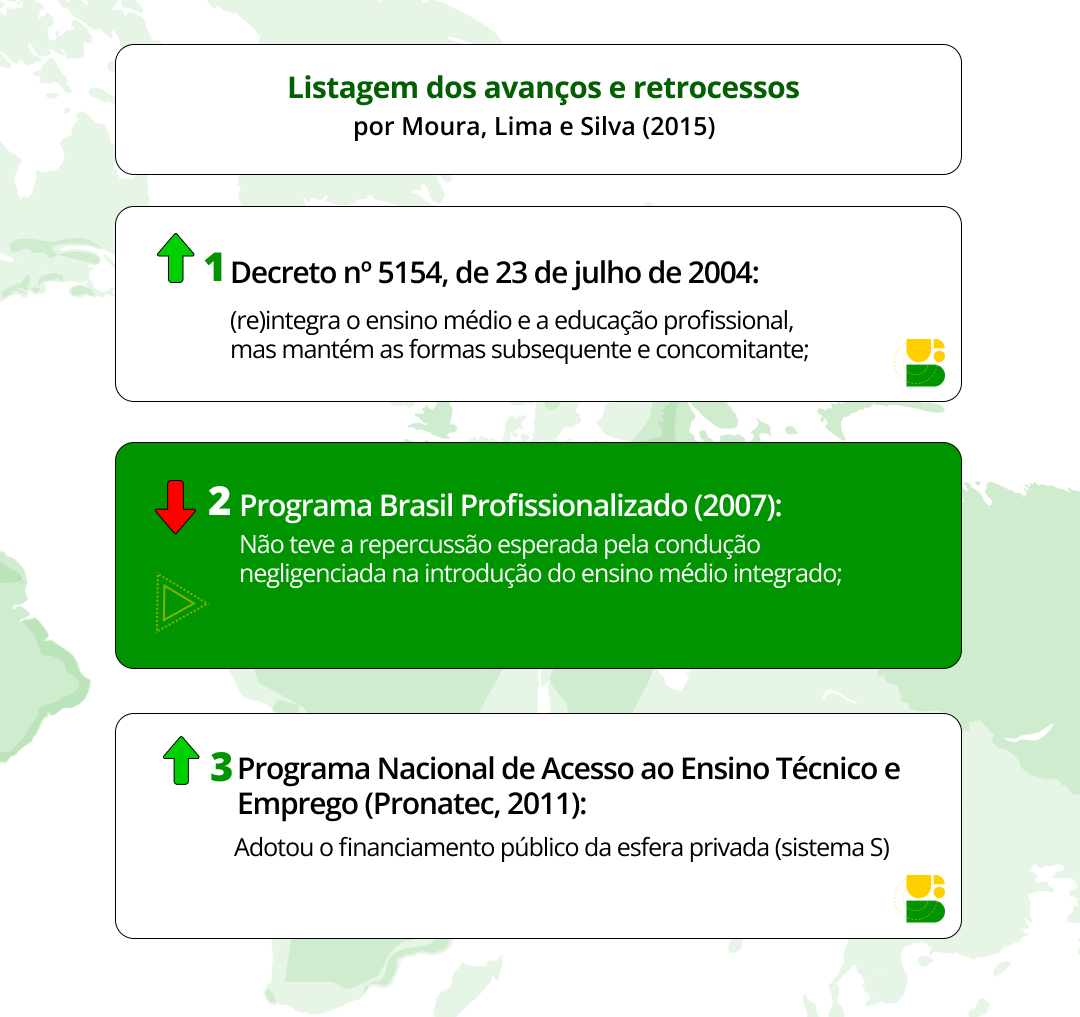 Listagem dos avanços e retrocessos
por Moura, Lima e Silva (2015)
1 Decreto nº 5154, de 23 de julho de 2004:
(re)integra o ensino médio e a educação profissional,
mas mantém as formas subsequente e concomitante;
2 Programa Brasil Profissionalizado (2007):
Não teve a repercussão esperada pela condução
negligenciada na introdução do ensino médio integrado;
3 Programa Nacional de Acesso ao Ensino Técnico e
Emprego (Pronatec, 2011):
Adotou o financiamento público da esfera privada (sistema S)